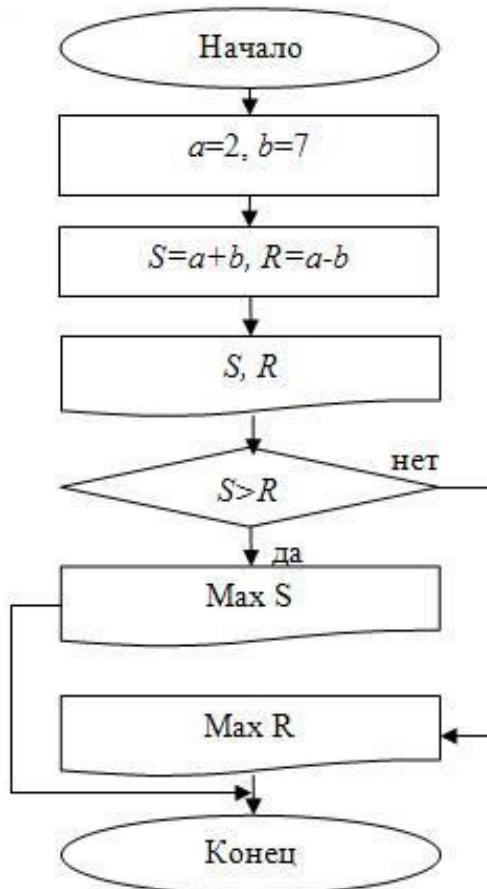 Начало
a=2, b=7
S=a+b, R=a-b
S, R
нет
S>R
да
Max S
Max R
Конец